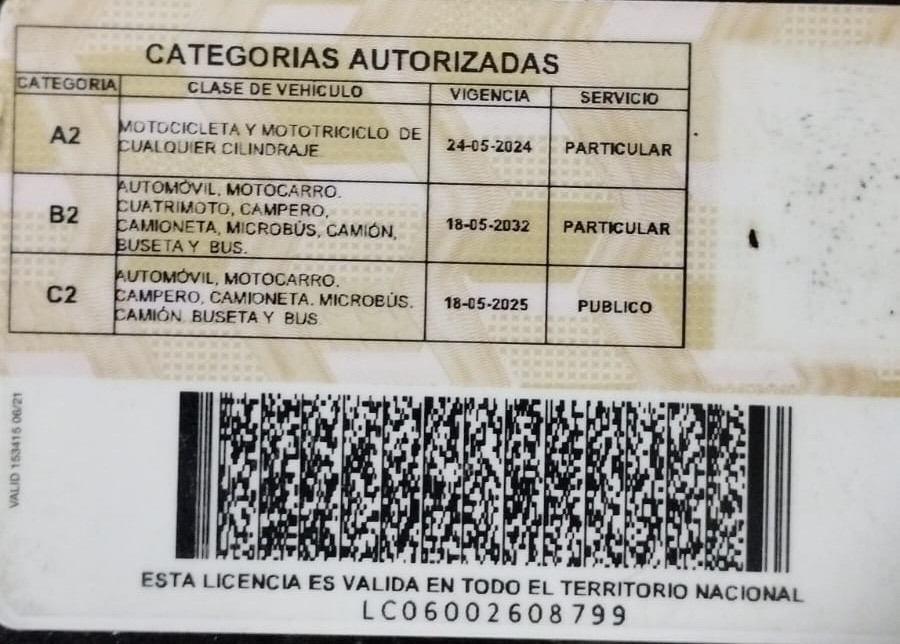 CATEGORIAS AUTORIZADAS
CATEGORIA CLASE DE VEHÍCULO VIGENCIA SERVICIO
A2 MOTOCICLETA Y MOTOTRICICLO DE CUALQUIER CILINDRAJE 24-05-2024 PARTICULAR
B2 AUTOMÓVIL, MOTOCARRO. CUATRIMOTO, CAMPERO, CAMIONETA, MICROBÚS, CAMIÓN, BUSETA Y BUS. 18-05-2032 PARTICULAR
C2 AUTOMÓVIL, MOTOCARRO. CAMPERO, CAMIONETA. MICROBÚS. CAMIÓN. BUSETA Y BUS 18-05-2025 PUBLICO
VALID 153415 06/21
ESTA LICENCIA ES VALIDA EN TODO EL TERRITORIO NACIONAL
LC06002608799